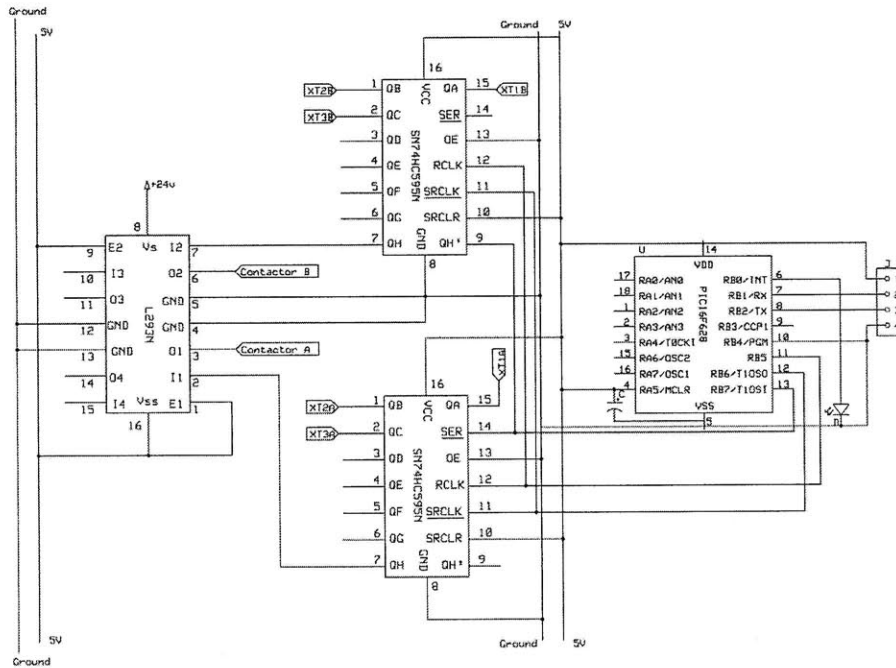 Ground
5V
Ground
5V
16
XT2B
1
QB
VCC
QA
15
XT1B
XT3B
2
QC
SER
14
3
QD
OE
13
4
QE
SN74HC595N
RCLK
12
5
QF
SRCLK
11
6
QG
SRCLR
10
7
QH
GND
QH'
9
8
+24v
8
9
E2
Vs
I2
7
10
I3
O2
6
Contactor B
11
O3
L293N
GND
5
12
GND
GND
4
13
GND
O1
3
Contactor A
14
O4
I1
2
15
I4
Vss
E1
1
16
XT1A
16
XT2A
1
QB
VCC
QA
15
XT3A
2
QC
SER
14
3
QD
OE
13
4
QE
SN74HC595N
RCLK
12
5
QF
SRCLK
11
6
QG
SRCLR
10
7
QH
GND
QH'
9
8
U
14
J
VDD
17
RA0/AN0
RB0/INT
6
18
RA1/AN1
RB1/RX
7
1
RA2/AN2
PIC16F628
RB2/TX
8
2
RA3/AN3
RB3/CCP1
9
3
RA4/T0CKI
RB4/PGM
10
15
RA6/OSC2
RB5
11
16
RA7/OSC1
RB6/T1OSO
12
4
RA5/MCLR
RB7/T1OSI
13
C
VSS
5
5V
Ground
Ground
5V